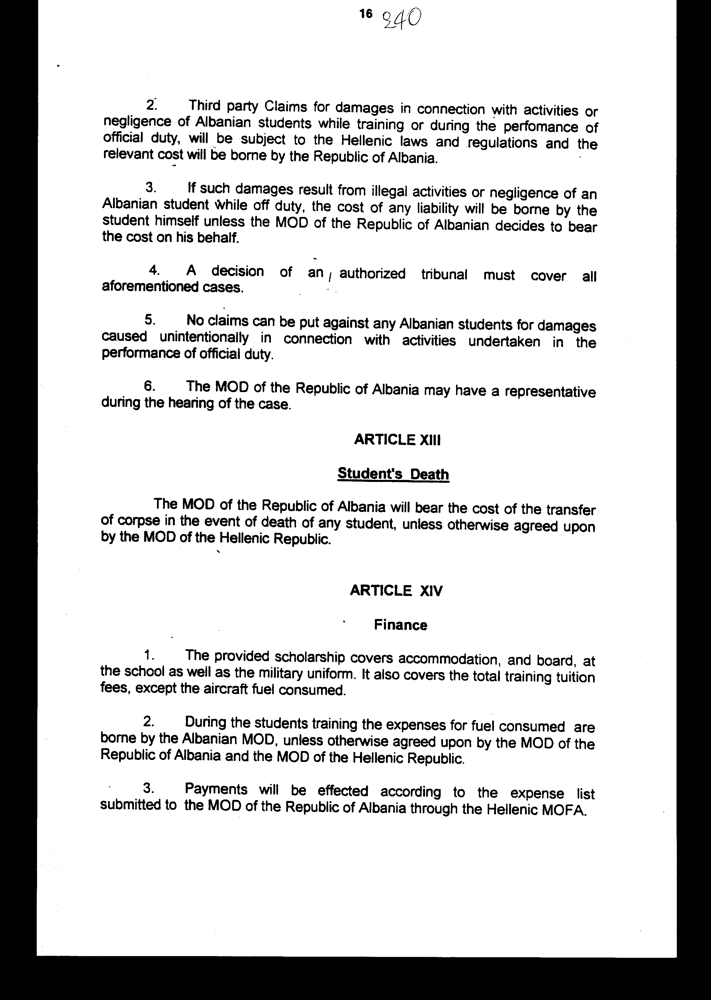 16 240
2. Third party Claims for damages in connection with activities or
negligence of Albanian students while training or during the perfomance of
official duty, will be subject to the Hellenic laws and regulations and the
relevant cost will be borne by the Republic of Albania.
3. If such damages result from illegal activities or negligence of an
Albanian student while off duty, the cost of any liability will be borne by the
student himself unless the MOD of the Republic of Albanian decides to bear
the cost on his behalf.
4. A decision of an authorized tribunal must cover all
aforementioned cases.
5. No claims can be put against any Albanian students for damages
caused unintentionally in connection with activities undertaken in the
performance of official duty.
6. The MOD of the Republic of Albania may have a representative
during the hearing of the case.
ARTICLE XIII
Student's Death
The MOD of the Republic of Albania will bear the cost of the transfer
of corpse in the event of death of any student, unless otherwise agreed upon
by the MOD of the Hellenic Republic.
ARTICLE XIV
Finance
1. The provided scholarship covers accommodation, and board, at
the school as well as the military uniform. It also covers the total training tuition
fees, except the aircraft fuel consumed.
2. During the students training the expenses for fuel consumed are
borne by the Albanian MOD, unless otherwise agreed upon by the MOD of the
Republic of Albania and the MOD of the Hellenic Republic.
3. Payments will be effected according to the expense list
submitted to the MOD of the Republic of Albania through the Hellenic MOFA.